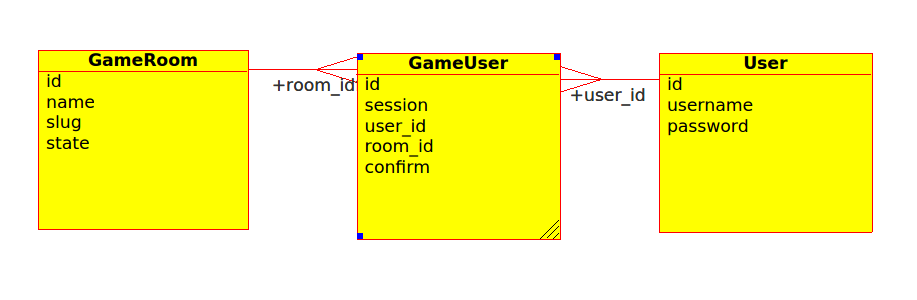 GameRoom
id
name
slug
state
+room_id
GameUser
id
session
user_id
room_id
confirm
+user_id
User
id
username
password